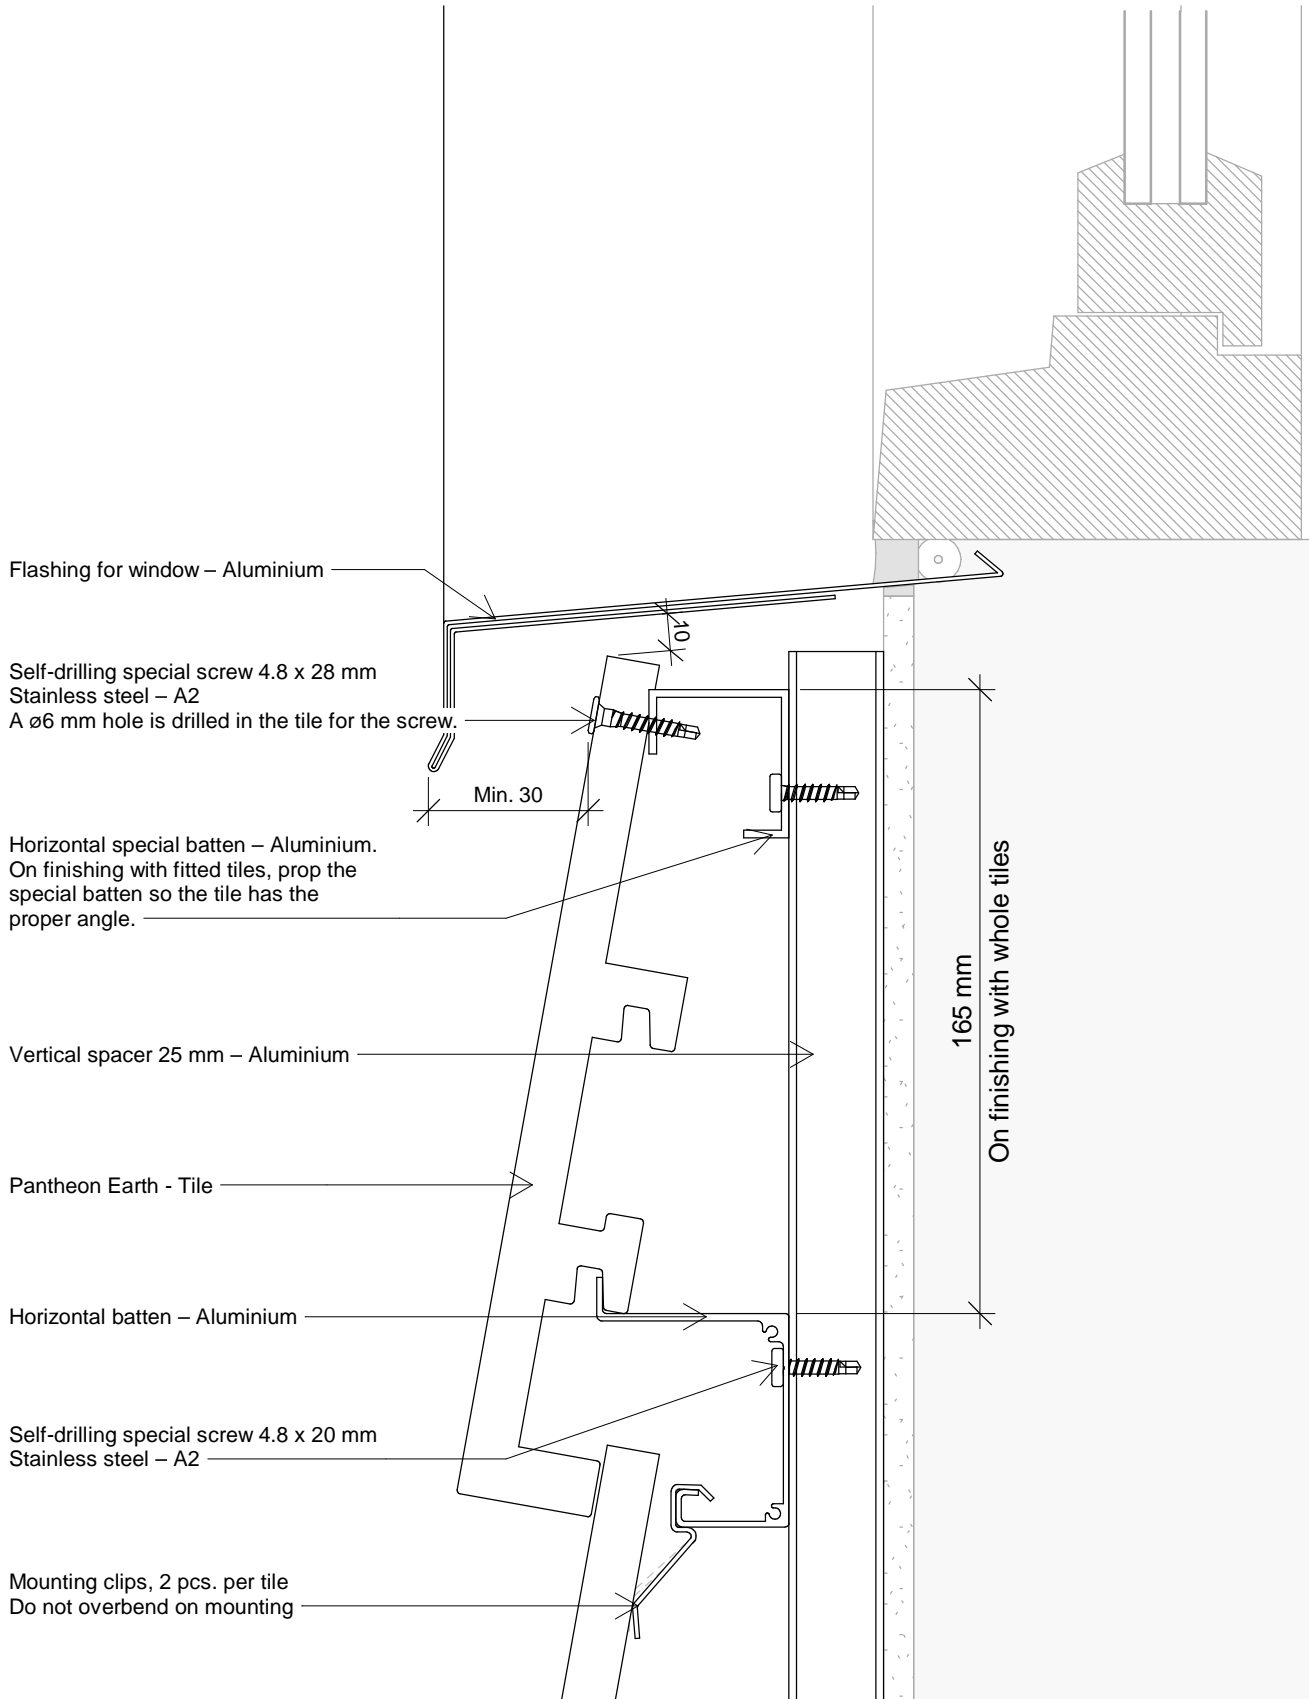 Flashing for window – Aluminium
10
Self-drilling special screw 4.8 x 28 mm
Stainless steel – A2
A ø6 mm hole is drilled in the tile for the screw.
Min. 30
Horizontal special batten – Aluminium.
On finishing with fitted tiles, prop the
special batten so the tile has the
proper angle.
165 mm
On finishing with whole tiles
Vertical spacer 25 mm – Aluminium
Pantheon Earth - Tile
Horizontal batten – Aluminium
Self-drilling special screw 4.8 x 20 mm
Stainless steel – A2
Mounting clips, 2 pcs. per tile
Do not overbend on mounting